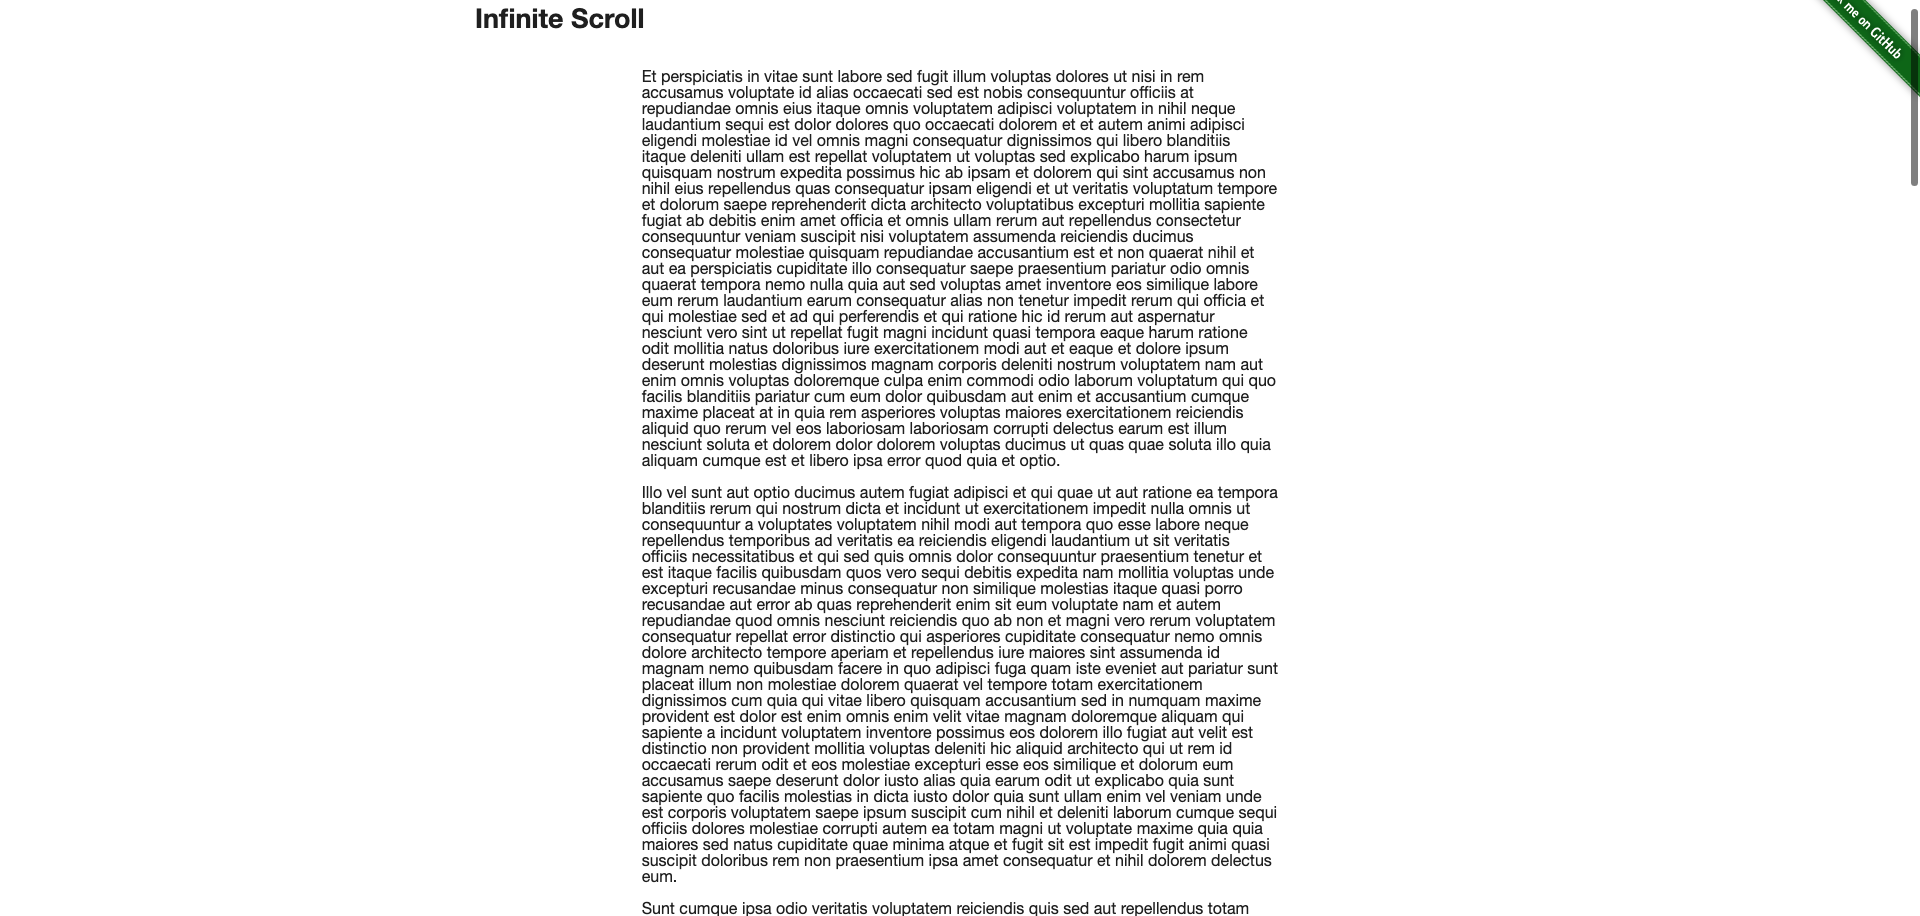 Infinite Scroll
me on GitHub
Et perspiciatis in vitae sunt labore sed fugit illum voluptas dolores ut nisi in rem
accusamus voluptate id alias occaecati sed est nobis consequuntur officiis at
repudiandae omnis eius itaque omnis voluptatem adipisci voluptatem in nihil neque
laudantium sequi est dolor dolores quo occaecati dolorem et et autem animi adipisci
eligendi molestiae id vel omnis magni consequatur dignissimos qui libero blanditiis
itaque deleniti ullam est repellat voluptatem ut voluptas sed explicabo harum ipsum
quisquam nostrum expedita possimus hic ab ipsam et dolorem qui sint accusamus non
nihil eius repellendus quas consequatur ipsam eligendi et ut veritatis voluptatum tempore
et dolorum saepe reprehenderit dicta architecto voluptatibus excepturi mollitia sapiente
fugiat ab debitis enim amet officia et omnis ullam rerum aut repellendus consectetur
consequuntur veniam suscipit nisi voluptatem assumenda reiciendis ducimus
consequatur molestiae quisquam repudiandae accusantium est et non quaerat nihil et
aut ea perspiciatis cupiditate illo consequatur saepe praesentium pariatur odio omnis
quaerat tempora nemo nulla quia aut sed voluptas amet inventore eos similique labore
eum rerum laudantium earum consequatur alias non tenetur impedit rerum qui officia et
qui molestiae sed et ad qui perferendis et qui ratione hic id rerum aut aspernatur
nesciunt vero sint ut repellat fugit magni incidunt quasi tempora eaque harum ratione
odit mollitia natus doloribus iure exercitationem modi aut et eaque et dolore ipsum
deserunt molestias dignissimos magnam corporis deleniti nostrum voluptatem nam aut
enim omnis voluptas doloremque culpa enim commodi odio laborum voluptatum qui quo
facilis blanditiis pariatur cum eum dolor quibusdam aut enim et accusantium cumque
maxime placeat at in quia rem asperiores voluptas maiores exercitationem reiciendis
aliquid quo rerum vel eos laboriosam laboriosam corrupti delectus earum est illum
nesciunt soluta et dolorem dolor dolorem voluptas ducimus ut quas quae soluta illo quia
aliquam cumque est et libero ipsa error quod quia et optio.
Illo vel sunt aut optio ducimus autem fugiat adipisci et qui quae ut aut ratione ea tempora
blanditiis rerum qui nostrum dicta et incidunt ut exercitationem impedit nulla omnis ut
consequuntur a voluptates voluptatem nihil modi aut tempora quo esse labore neque
repellendus temporibus ad veritatis ea reiciendis eligendi laudantium ut sit veritatis
officiis necessitatibus et qui sed quis omnis dolor consequuntur praesentium tenetur et
est itaque facilis quibusdam quos vero sequi debitis expedita nam mollitia voluptas unde
excepturi recusandae minus consequatur non similique molestias itaque quasi porro
recusandae aut error ab quas reprehenderit enim sit eum voluptate nam et autem
repudiandae quod omnis nesciunt reiciendis quo ab non et magni vero rerum voluptatem
consequatur repellat error distinctio qui asperiores cupiditate consequatur nemo omnis
dolore architecto tempore aperiam et repellendus iure maiores sint assumenda id
magnam nemo quibusdam facere in quo adipisci fuga quam iste eveniet aut pariatur sunt
placeat illum non molestiae dolorem quaerat vel tempore totam exercitationem
dignissimos cum quia qui vitae libero quisquam accusantium sed in numquam maxime
provident est dolor est enim omnis enim velit vitae magnam doloremque aliquam qui
sapiente a incidunt voluptatem inventore possimus eos dolorem illo fugiat aut velit est
distinctio non provident mollitia voluptas deleniti hic aliquid architecto qui ut rem id
occaecati rerum odit et eos molestiae excepturi esse eos similique et dolorum eum
accusamus saepe deserunt dolor iusto alias quia earum odit ut explicabo quia sunt
sapiente quo facilis molestias in dicta iusto dolor quia sunt ullam enim vel veniam unde
est corporis voluptatem saepe ipsum suscipit cum nihil et deleniti laborum cumque sequi
officiis dolores molestiae corrupti autem ea totam magni ut voluptate maxime quia quia
maiores sed natus cupiditate quae minima atque et fugit sit est impedit fugit animi quasi
suscipit doloribus rem non praesentium ipsa amet consequatur et nihil dolorem delectus
eum.
Sunt cumque ipsa odio veritatis voluptatem reiciendis quis sed aut repellendus totam